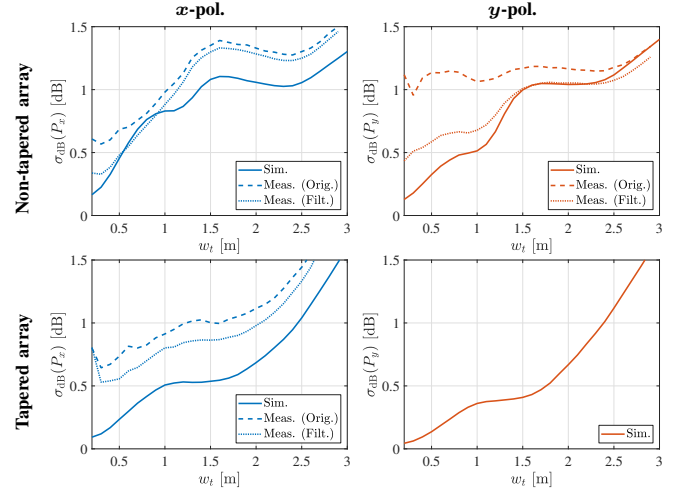 x-pol.
y-pol.
Non-tapered array
σdB(Px) [dB]
1.5
1
0.5
0
Sim.
Meas. (Orig.)
Meas. (Filt.)
0.5 1 1.5 2 2.5 3
wt [m]
σdB(Py) [dB]
1.5
1
0.5
0
Sim.
Meas. (Orig.)
Meas. (Filt.)
0.5 1 1.5 2 2.5 3
wt [m]
Tapered array
σdB(Px) [dB]
1.5
1
0.5
0
Sim.
Meas. (Orig.)
Meas. (Filt.)
0.5 1 1.5 2 2.5 3
wt [m]
σdB(Py) [dB]
1.5
1
0.5
0
Sim.
0.5 1 1.5 2 2.5 3
wt [m]